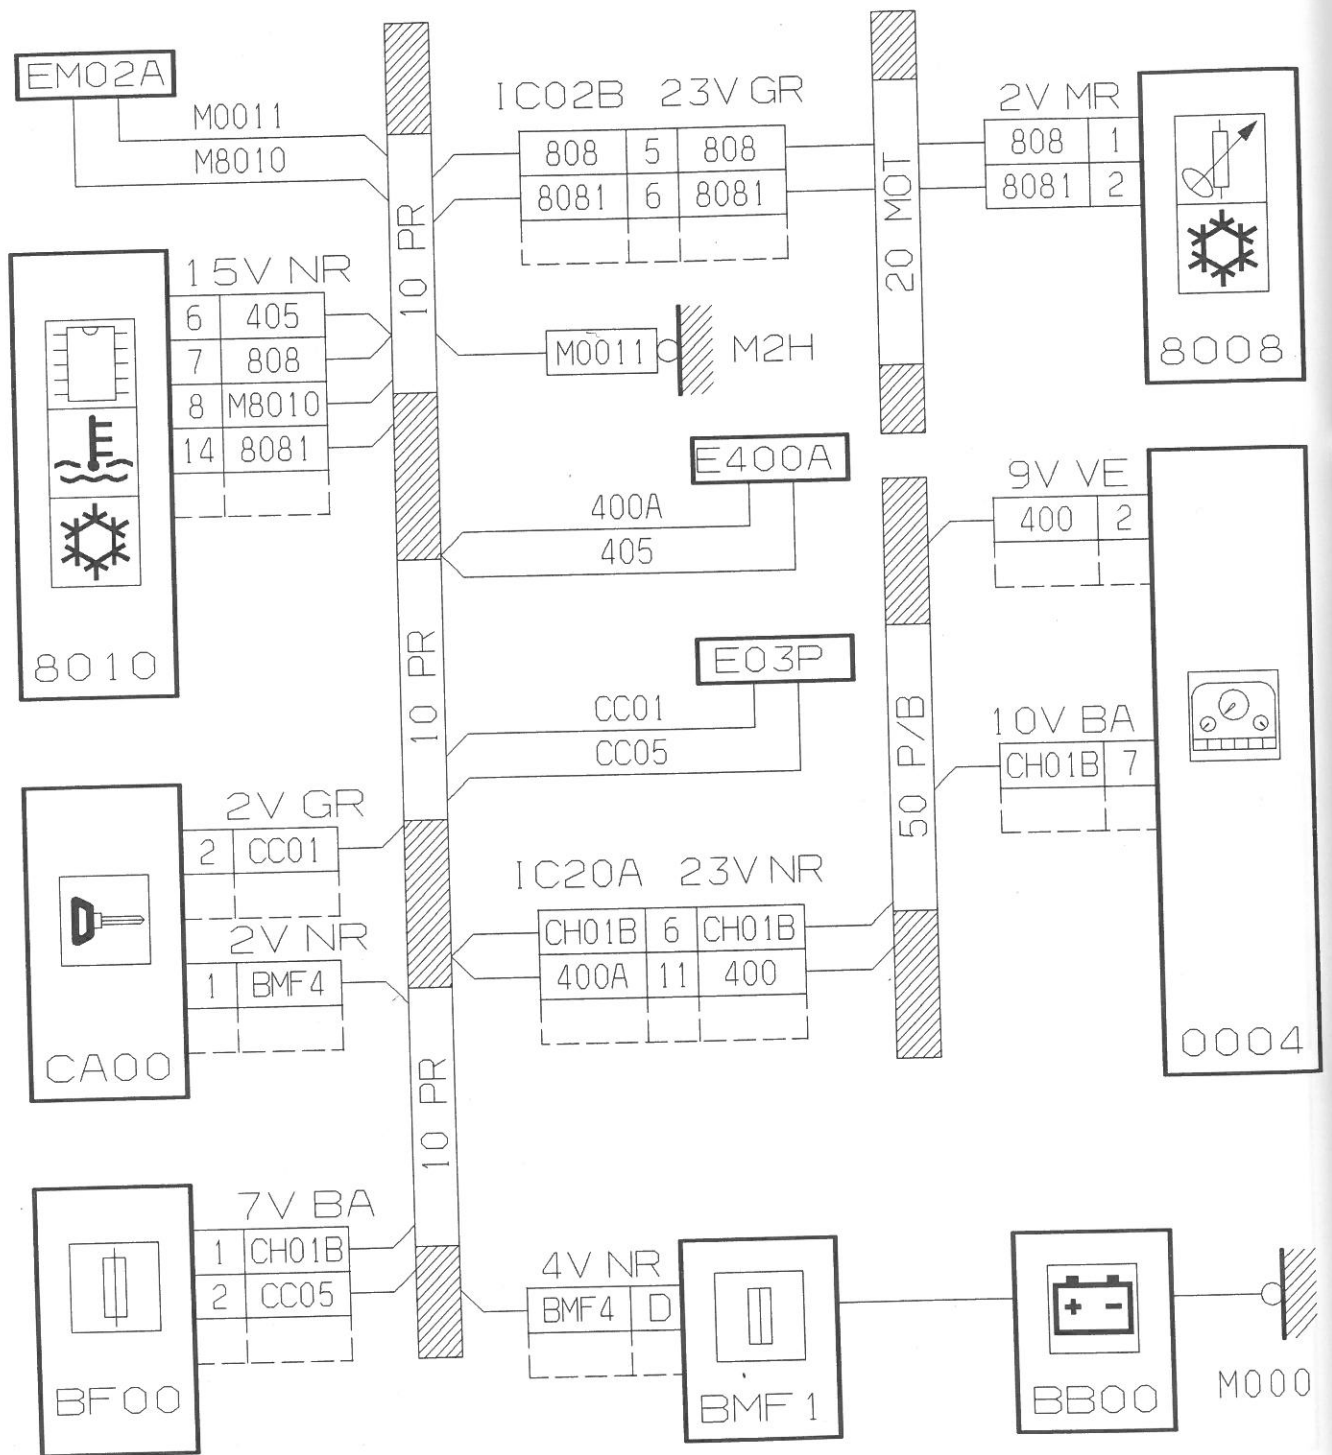 EM02A
M0011
M8010
10 PR
IC02B 23V GR
808 5 808
8081 6 8081
20 MOT
2V MR
808 1
8081 2
8008
15V NR
6 405
7 808
8 M8010
14 8081
8010
M0011
M2H
E400A
400A
405
10 PR
E03P
CC01
CC05
9V VE
400 2
10V BA
CH01B 7
0004
50 P/B
2V GR
2 CC01
2V NR
1 BMF4
CA00
IC20A 23V NR
CH01B 6 CH01B
400A 11 400
10 PR
7V BA
1 CH01B
2 CC05
BF00
4V NR
BMF4 D
BMF1
+ -
BB00
M000